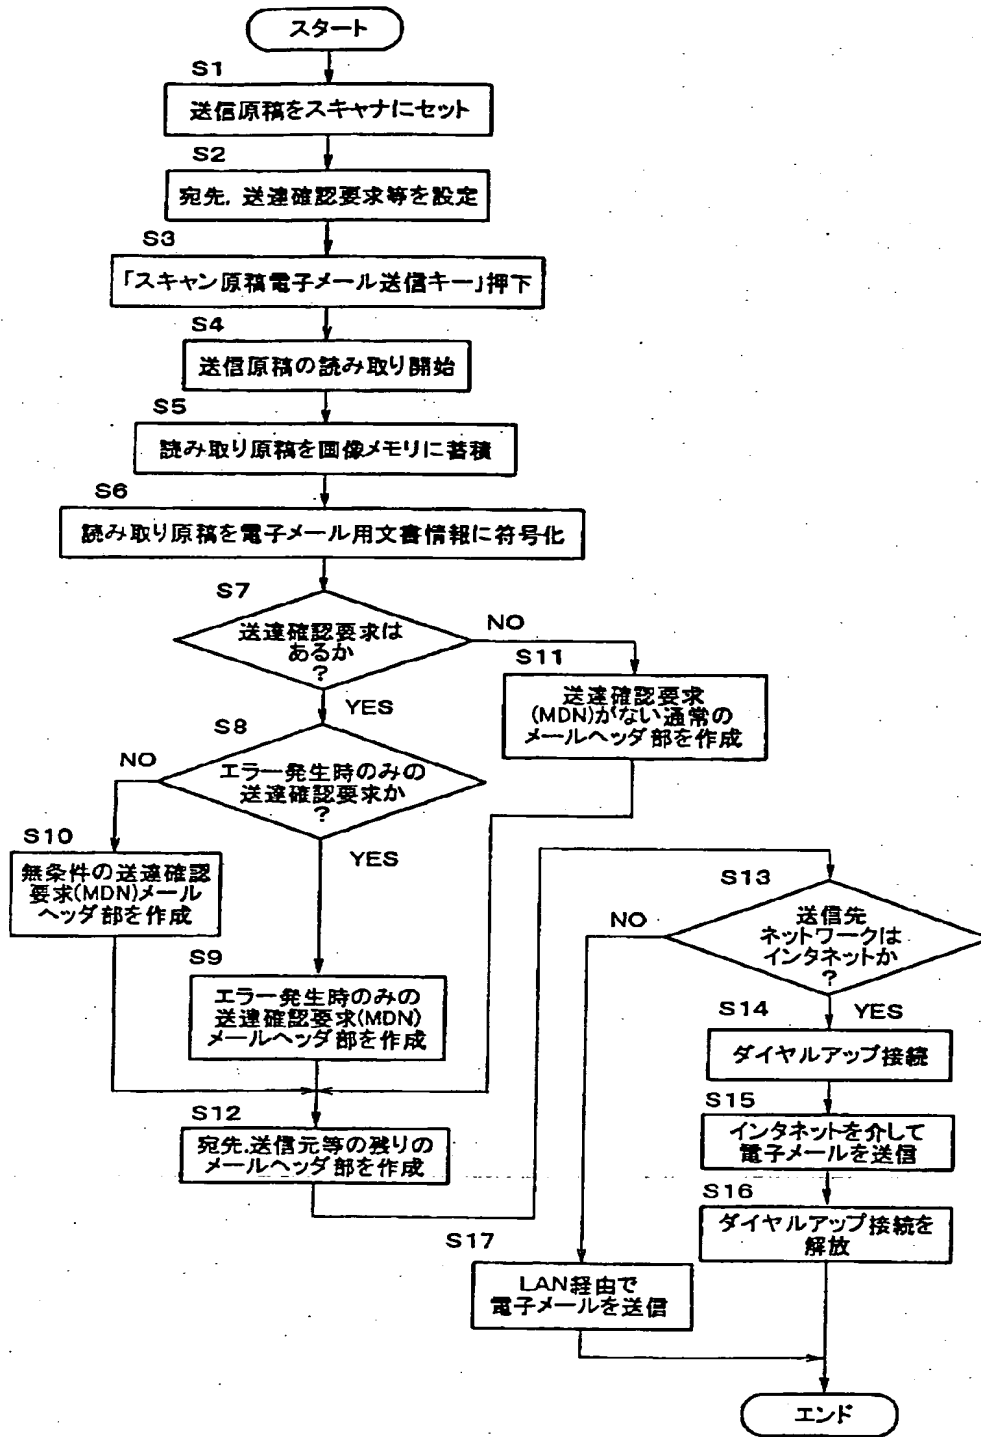 スタート
S1
送信原稿をスキャナにセット
S2
宛先，送達確認要求等を設定
S3
「スキャン原稿電子メール送信キー」押下
S4
送信原稿の読み取り開始
S5
読み取り原稿を画像メモリに蓄積
S6
読み取り原稿を電子メール用文書情報に符号化
S7
送達確認要求は
あるか
?
NO
YES
S11
送達確認要求
(MDN)がない通常の
メールヘッダ部を作成
S8
エラー発生時のみの
送達確認要求か
?
NO
YES
S10
無条件の送達確認
要求(MDN)メール
ヘッダ部を作成
S9
エラー発生時のみの
送達確認要求(MDN)
メールヘッダ部を作成
S12
宛先,送信元等の残りの
メールヘッダ部を作成
S13
送信先
ネットワークは
インタネットか
?
NO
YES
S14
ダイヤルアップ接続
S15
インタネットを介して
電子メールを送信
S16
ダイヤルアップ接続を
解放
S17
LAN経由で
電子メールを送信
エンド